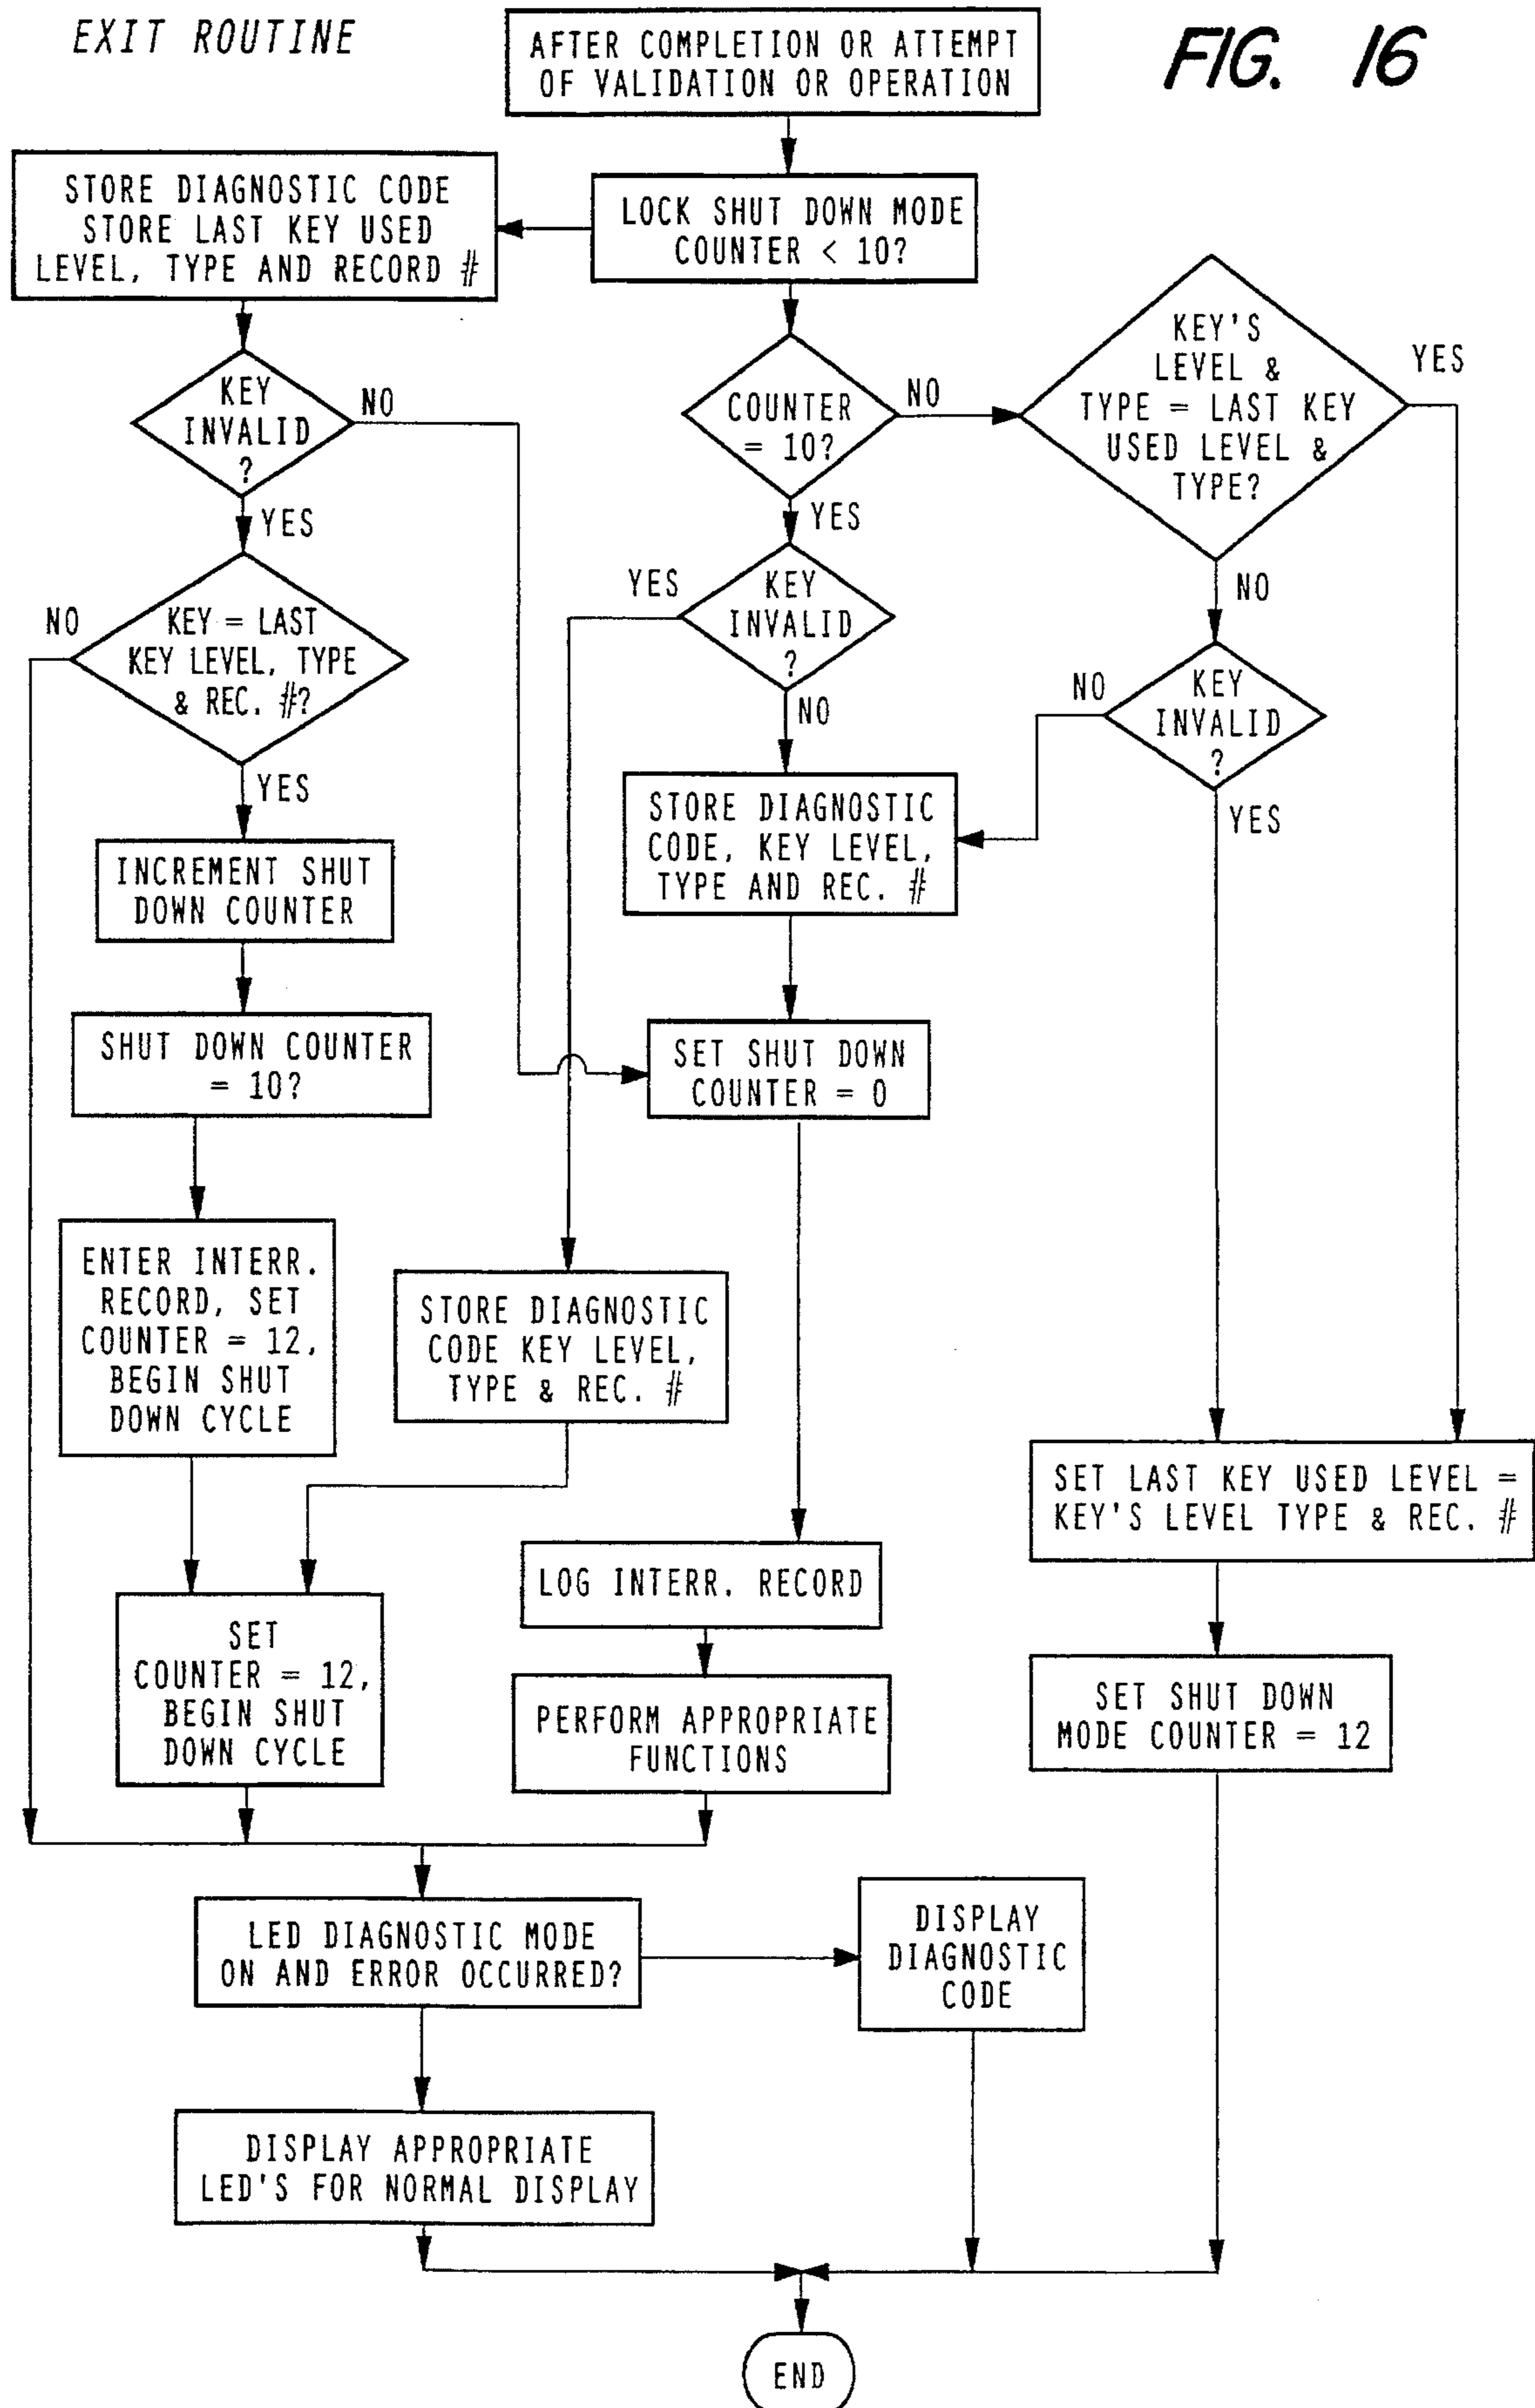 EXIT ROUTINE
FIG. 16
AFTER COMPLETION OR ATTEMPT
OF VALIDATION OR OPERATION
STORE DIAGNOSTIC CODE
STORE LAST KEY USED
LEVEL, TYPE AND RECORD #
LOCK SHUT DOWN MODE
COUNTER < 10?
KEY
INVALID
?
NO
YES
COUNTER
= 10?
NO
YES
KEY'S
LEVEL &
TYPE = LAST KEY
USED LEVEL &
TYPE?
YES
NO
KEY = LAST
KEY LEVEL, TYPE
& REC. #?
NO
YES
YES
KEY
INVALID
?
NO
NO
KEY
INVALID
?
YES
INCREMENT SHUT
DOWN COUNTER
STORE DIAGNOSTIC
CODE, KEY LEVEL,
TYPE AND REC. #
SHUT DOWN COUNTER
= 10?
SET SHUT DOWN
COUNTER = 0
ENTER INTERR.
RECORD, SET
COUNTER = 12,
BEGIN SHUT
DOWN CYCLE
STORE DIAGNOSTIC
CODE KEY LEVEL,
TYPE & REC. #
SET LAST KEY USED LEVEL =
KEY'S LEVEL TYPE & REC. #
LOG INTERR. RECORD
SET
COUNTER = 12,
BEGIN SHUT
DOWN CYCLE
PERFORM APPROPRIATE
FUNCTIONS
SET SHUT DOWN
MODE COUNTER = 12
LED DIAGNOSTIC MODE
ON AND ERROR OCCURRED?
DISPLAY
DIAGNOSTIC
CODE
DISPLAY APPROPRIATE
LED'S FOR NORMAL DISPLAY
END